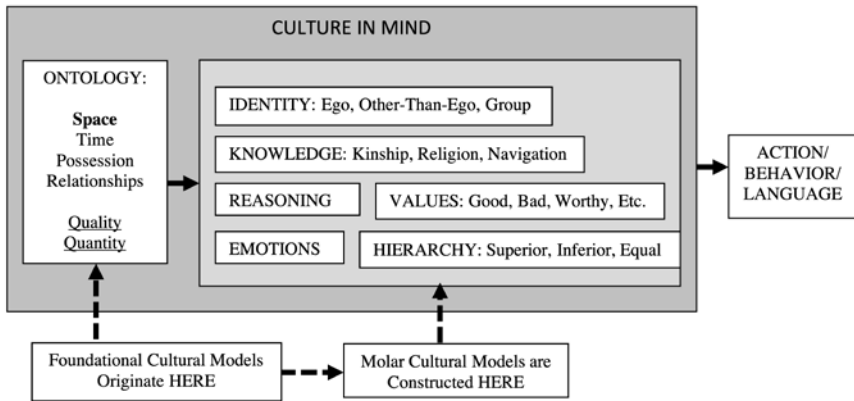 CULTURE IN MIND
ONTOLOGY:
Space
Time
Possession
Relationships
Quality
Quantity
IDENTITY: Ego, Other-Than-Ego, Group
KNOWLEDGE: Kinship, Religion, Navigation
REASONING
VALUES: Good, Bad, Worthy, Etc.
EMOTIONS
HIERARCHY: Superior, Inferior, Equal
ACTION/
BEHAVIOR/
LANGUAGE
Foundational Cultural Models
Originate HERE
Molar Cultural Models are
Constructed HERE